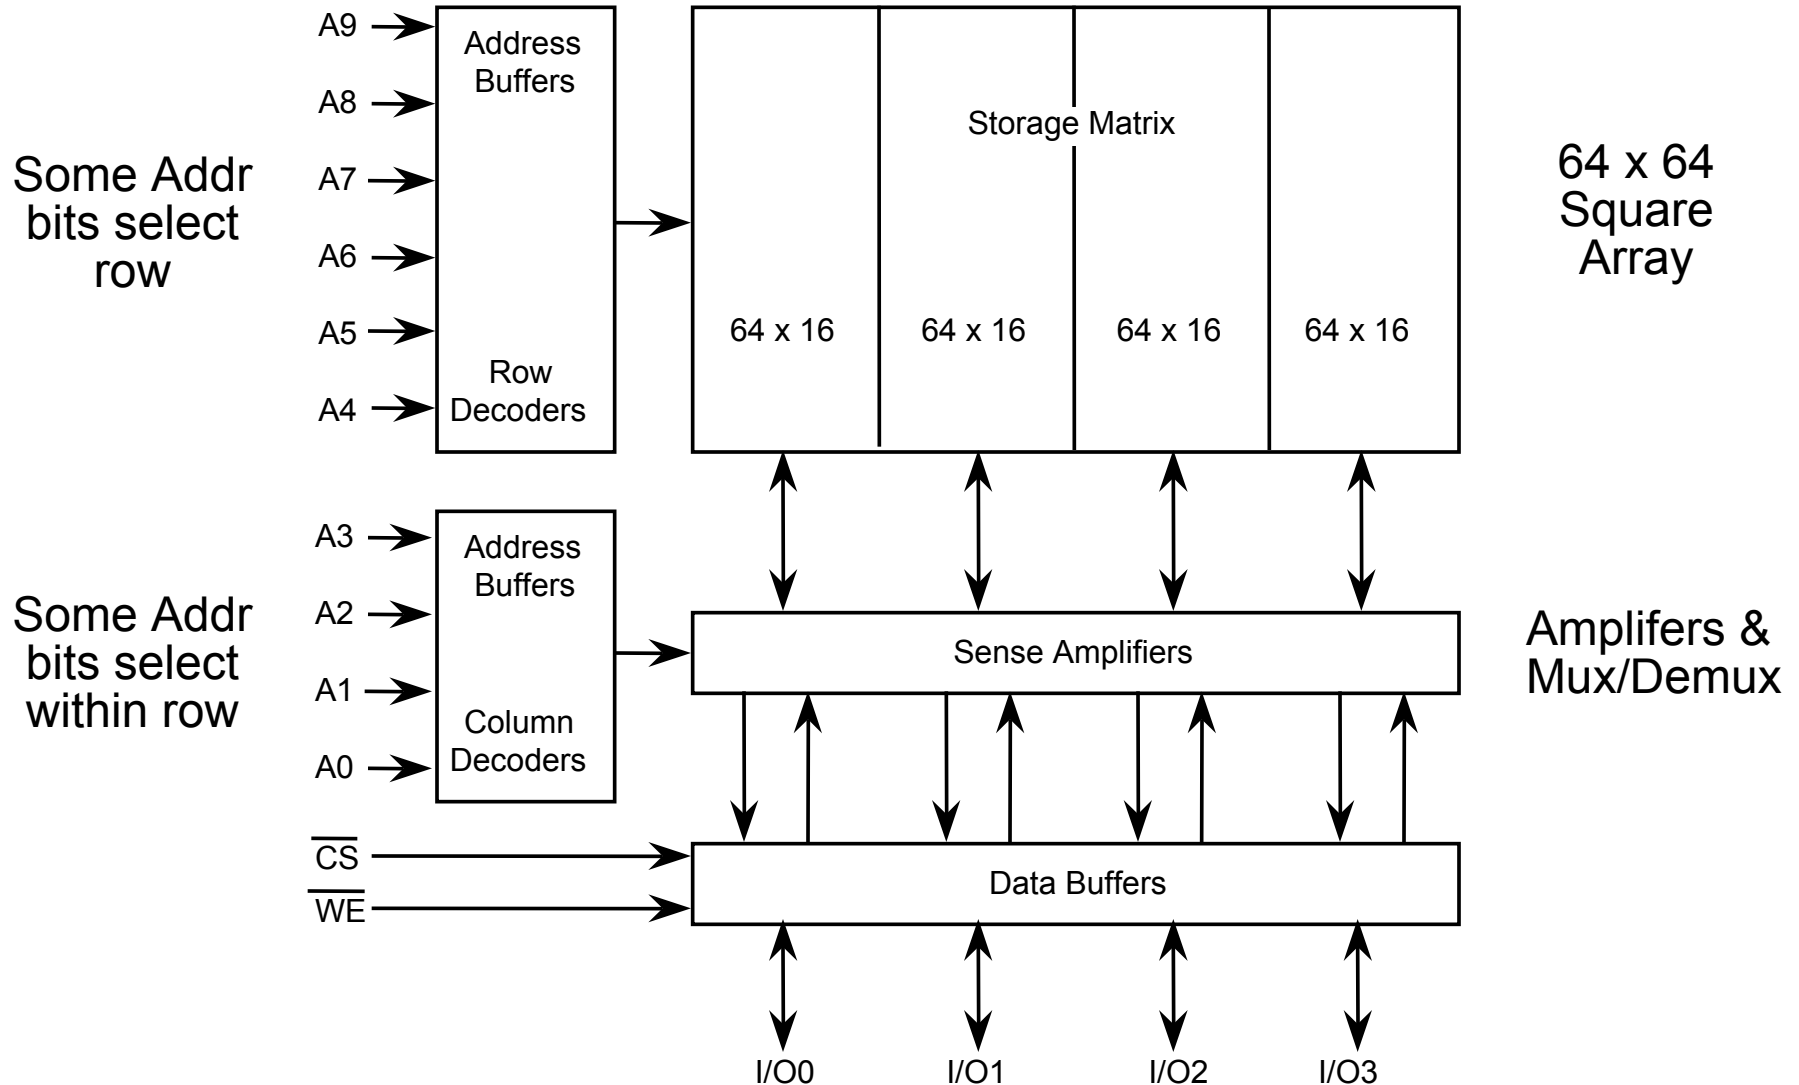 A9
A8
A7
A6
A5
A4
Address
Buffers
Row
Decoders
Storage Matrix
64 x 16
64 x 16
64 x 16
64 x 16
Some Addr
bits select
row
64 x 64
Square
Array
A3
A2
A1
A0
Address
Buffers
Column
Decoders
Sense Amplifiers
Some Addr
bits select
within row
Amplifers &
Mux/Demux
CS
WE
Data Buffers
I/O0
I/O1
I/O2
I/O3